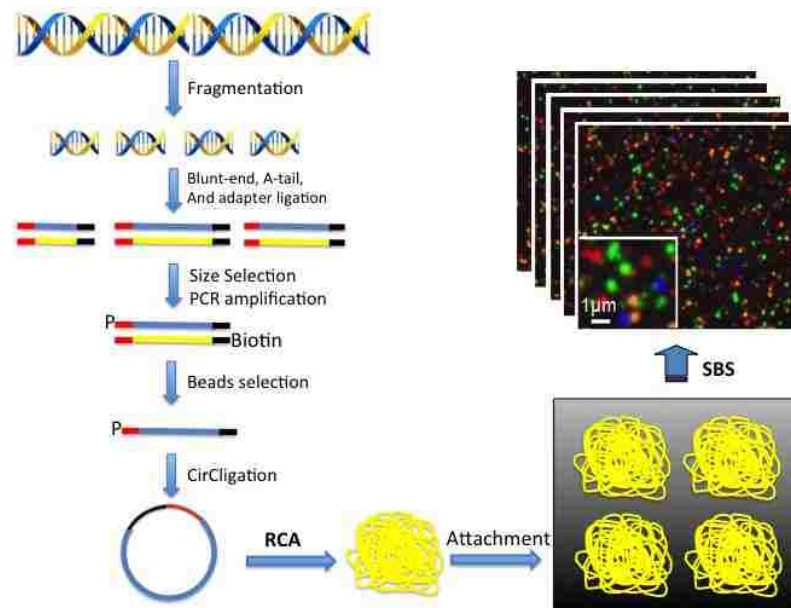 Fragmentation
Blunt-end, A-tail,
And adapter ligation
Size Selection
PCR amplification
P
Biotin
Beads selection
P
CirCligation
RCA
Attachment
SBS
1µm